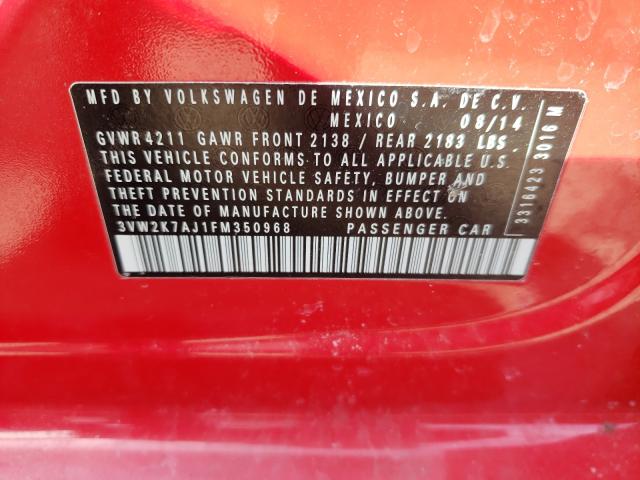 MFD BY VOLKSWAGEN DE MEXICO S.A. DE C.V.
MEXICO 08/14
GVWR 4211 GAWR FRONT 2138 / REAR 2183 LBS
THIS VEHICLE CONFORMS TO ALL APPLICABLE U.S.
FEDERAL MOTOR VEHICLE SAFETY, BUMPER AND
THEFT PREVENTION STANDARDS IN EFFECT ON
THE DATE OF MANUFACTURE SHOWN ABOVE.
3VW2K7AJ1FM350968 PASSENGER CAR
3316423 3016 M